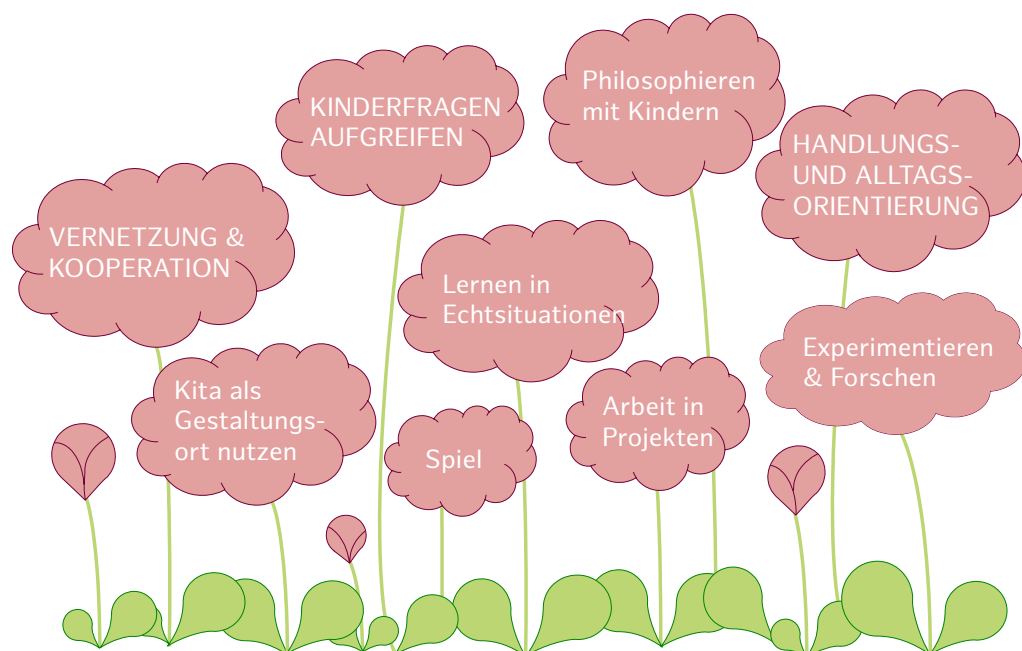 KINDERFRAGEN
AUFGREIFEN
Philosophieren
mit Kindern
HANDLUNGS-
UND ALLTAGS-
ORIENTIERUNG
VERNETZUNG &
KOOPERATION
Lernen in
Echtsituationen
Experimentieren
& Forschen
Kita als
Gestaltungs-
ort nutzen
Spiel
Arbeit in
Projekten